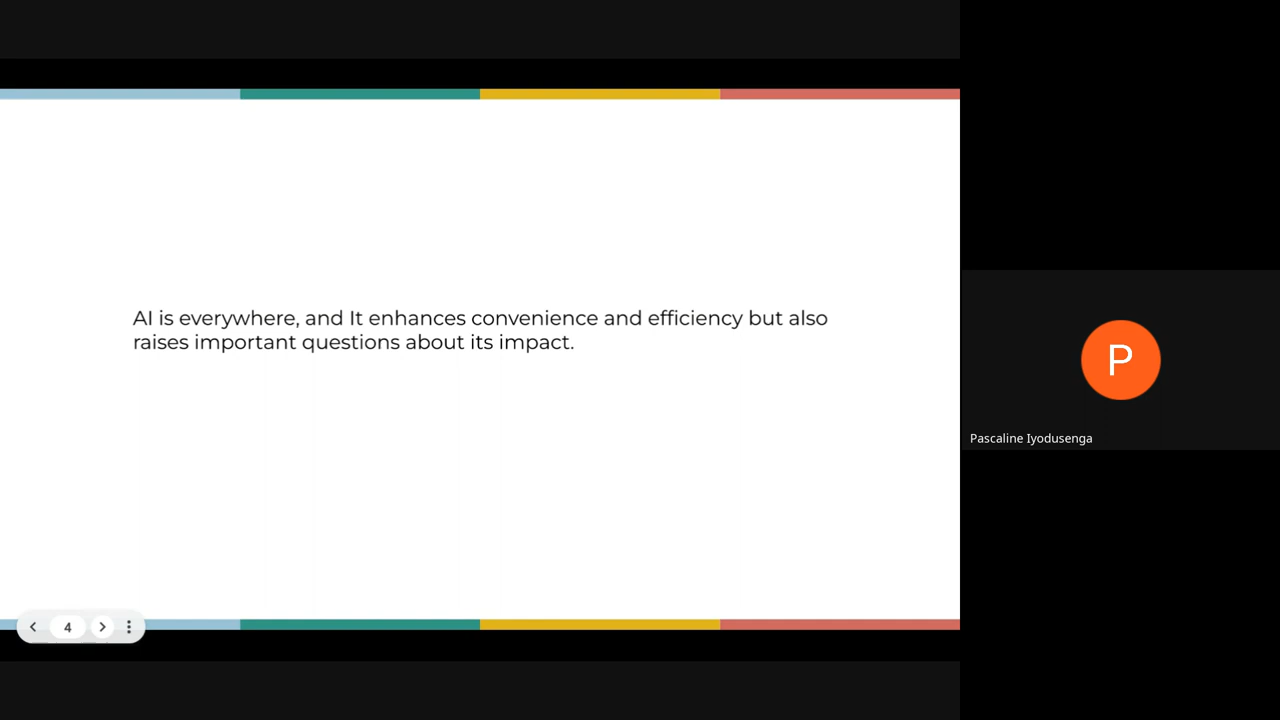 AI is everywhere, and It enhances convenience and efficiency but also
raises important questions about its impact.
4
P
Pascaline Iyodusenga